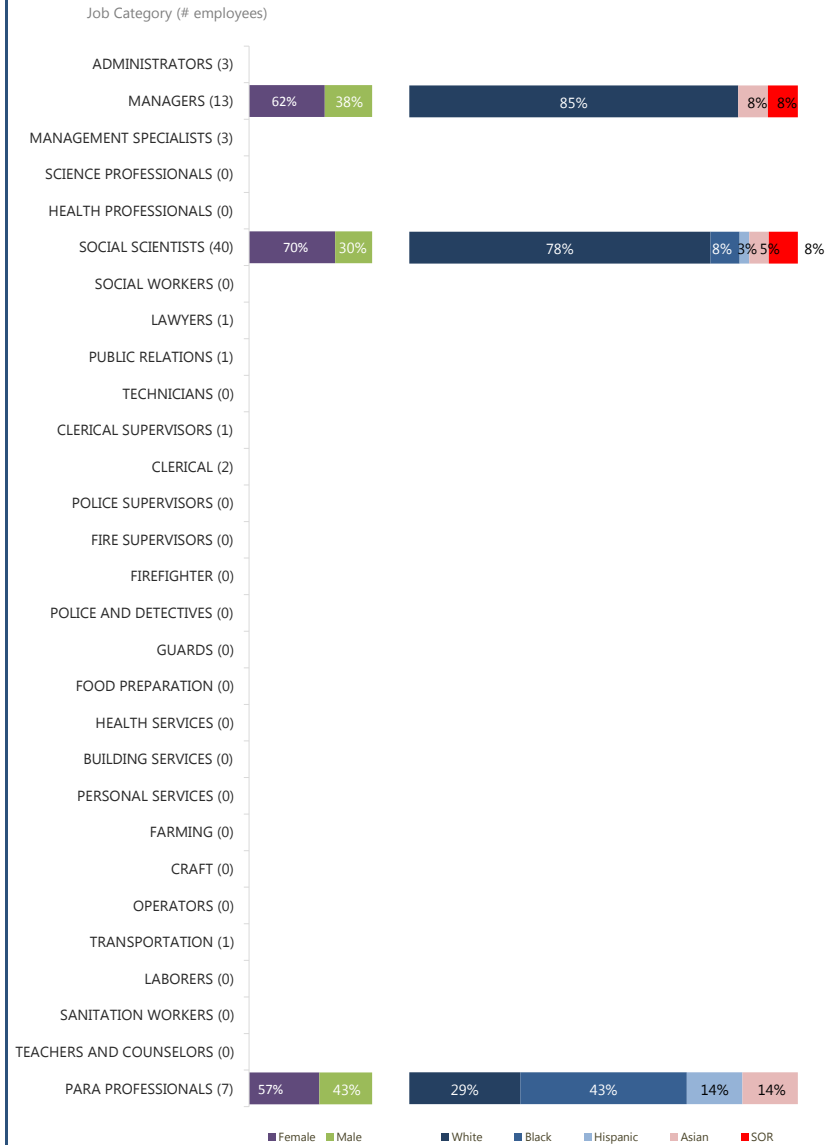 Job Category (# employees)
ADMINISTRATORS (3)
MANAGERS (13) 62% 38% 85% 8% 8%
MANAGEMENT SPECIALISTS (3)
SCIENCE PROFESSIONALS (0)
HEALTH PROFESSIONALS (0)
SOCIAL SCIENTISTS (40) 70% 30% 78% 8% 3% 5% 8%
SOCIAL WORKERS (0)
LAWYERS (1)
PUBLIC RELATIONS (1)
TECHNICIANS (0)
CLERICAL SUPERVISORS (1)
CLERICAL (2)
POLICE SUPERVISORS (0)
FIRE SUPERVISORS (0)
FIREFIGHTER (0)
POLICE AND DETECTIVES (0)
GUARDS (0)
FOOD PREPARATION (0)
HEALTH SERVICES (0)
BUILDING SERVICES (0)
PERSONAL SERVICES (0)
FARMING (0)
CRAFT (0)
OPERATORS (0)
TRANSPORTATION (1)
LABORERS (0)
SANITATION WORKERS (0)
TEACHERS AND COUNSELORS (0)
PARA PROFESSIONALS (7) 57% 43% 29% 43% 14% 14%
Female Male White Black Hispanic Asian SOR